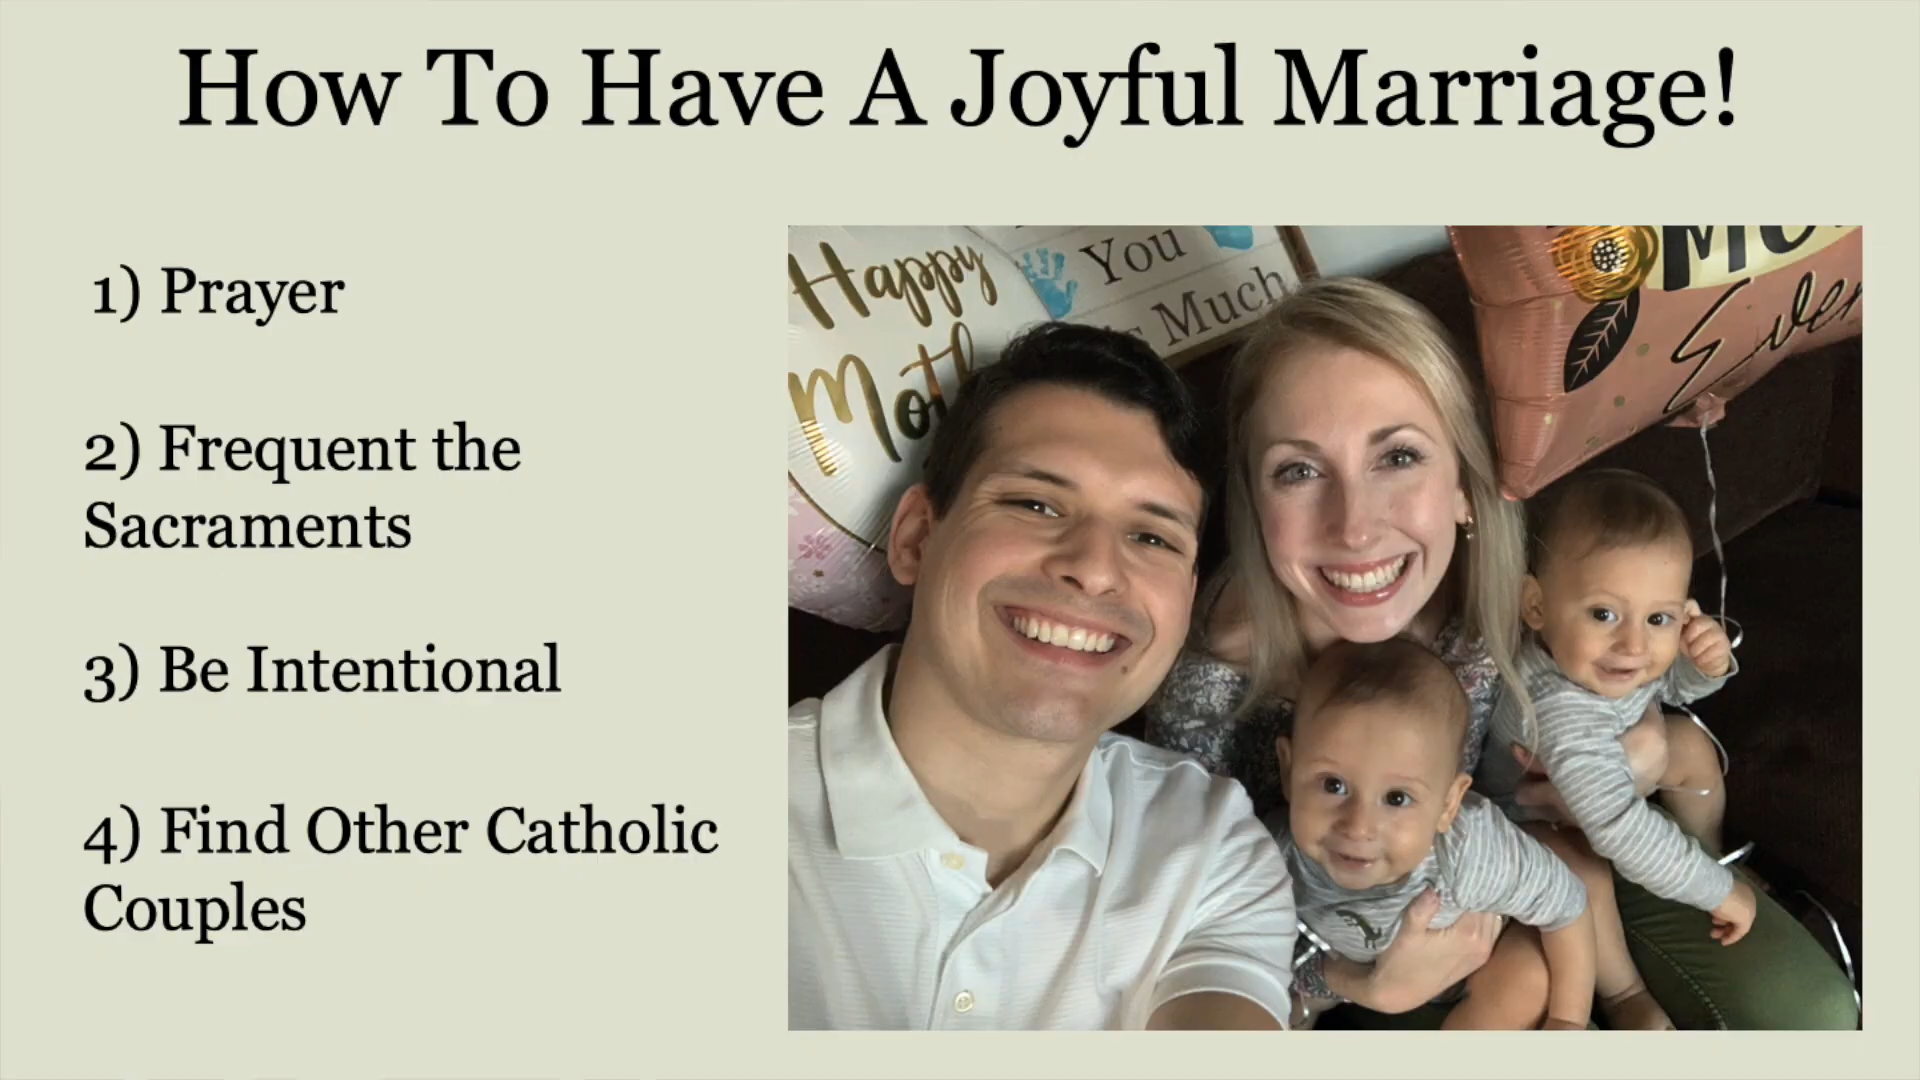 How To Have A Joyful Marriage!
1) Prayer
2) Frequent the
Sacraments
3) Be Intentional
4) Find Other Catholic
Couples
Happy
You
Much
Ever